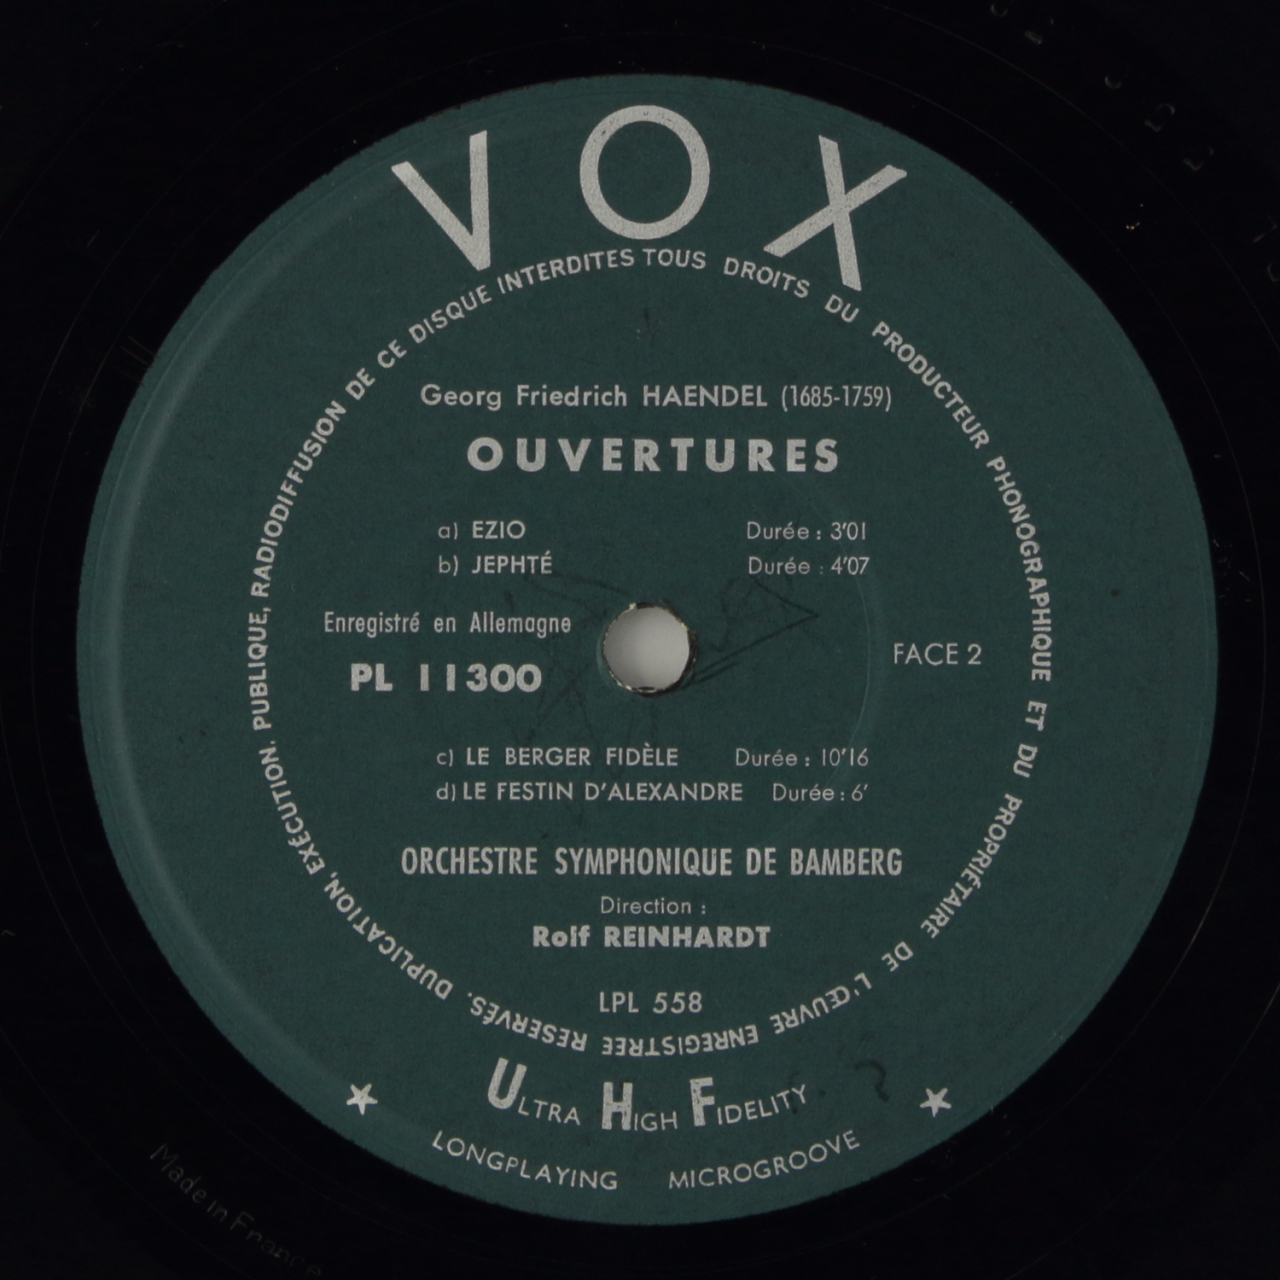 VOX
TOUS DROITS DU PRODUCTEUR PHONOGRAPHIQUE ET DU PROPRIÉTAIRE DE L'ŒUVRE ENREGISTREE RESERVÉS. DUPLICATION, EXÉCUTION, PUBLIQUE, RADIODIFFUSION DE CE DISQUE INTERDITES
Georg Friedrich HAENDEL (1685-1759)
OUVERTURES
a) EZIO Durée : 3'01
b) JEPHTÉ Durée : 4'07
Enregistré en Allemagne
PL 11300
FACE 2
c) LE BERGER FIDÈLE Durée : 10'16
d) LE FESTIN D'ALEXANDRE Durée : 6'
ORCHESTRE SYMPHONIQUE DE BAMBERG
Direction :
Rolf REINHARDT
LPL 558
ULTRA HIGH FIDELITY
LONGPLAYING MICROGROOVE
Made in France